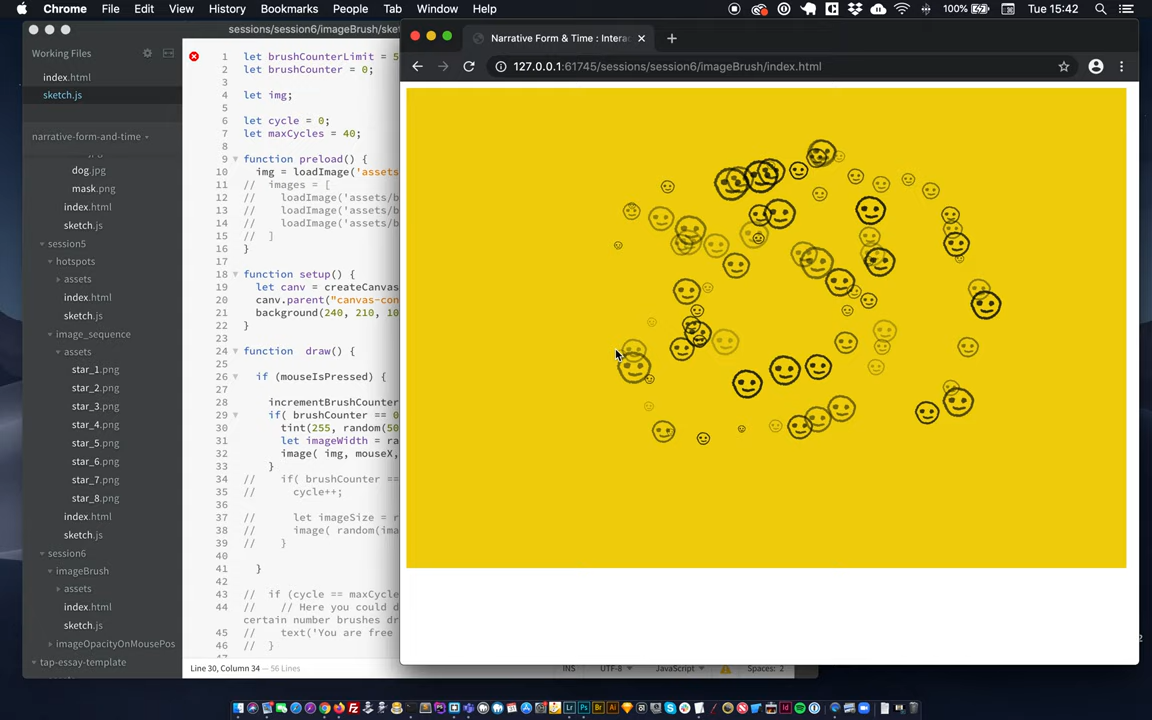 Chrome File Edit View History Bookmarks People Tab Window Help 100% Tue 15:42
sessions/session6/imageBrush/ske
Narrative Form & Time : Interac
127.0.0.1:61745/sessions/session6/imageBrush/index.html
Working Files
index.html
sketch.js
narrative-form-and-time
dog.jpg
mask.png
index.html
sketch.js
session5
hotspots
assets
index.html
sketch.js
image_sequence
assets
star_1.png
star_2.png
star_3.png
star_4.png
star_5.png
star_6.png
star_7.png
star_8.png
index.html
sketch.js
session6
imageBrush
assets
index.html
sketch.js
imageOpacityOnMousePos
tap-essay-template
1 let brushCounterLimit = 5
2 let brushCounter = 0;
3
4 let img;
5
6 let cycle = 0;
7 let maxCycles = 40;
8
9 function preload() {
10 img = loadImage('assets
11 // images = [
12 // loadImage('assets/b
13 // loadImage('assets/b
14 // loadImage('assets/b
15 // ]
16 }
17
18 function setup() {
19 let canv = createCanvas
20 canv.parent("canvas-con
21 background(240, 210, 10
22 }
23
24 function draw() {
25
26 if (mouseIsPressed) {
27
28 incrementBrushCounter
29 if( brushCounter == 0
30 tint(255, random(50
31 let imageWidth = ra
32 image( img, mouseX,
33 }
34 // if( brushCounter ==
35 // cycle++;
36
37 // let imageSize = r
38 // image( random(ima
39 // }
40
41 }
42
43 // if (cycle == maxCycle
44 // // Here you could d
certain number brushes dr
45 // text('You are free
46 // }
Line 30, Column 34 — 56 Lines
INS UTF-8 JavaScript Spaces: 2